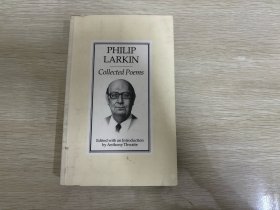 PHILIP
LARKIN
Collected Poems
Edited with an Introduction
by Anthony Thwaite